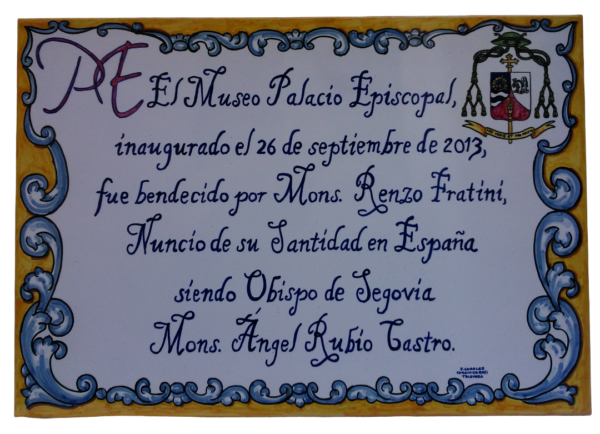 PE
El Museo Palacio Episcopal,
inaugurado el 26 de septiembre de 2013,
fue bendecido por Mons. Renzo Fratini,
Nuncio de su Santidad en España
siendo Obispo de Segovia
Mons. Ángel Rubio Castro.
TALAVERA